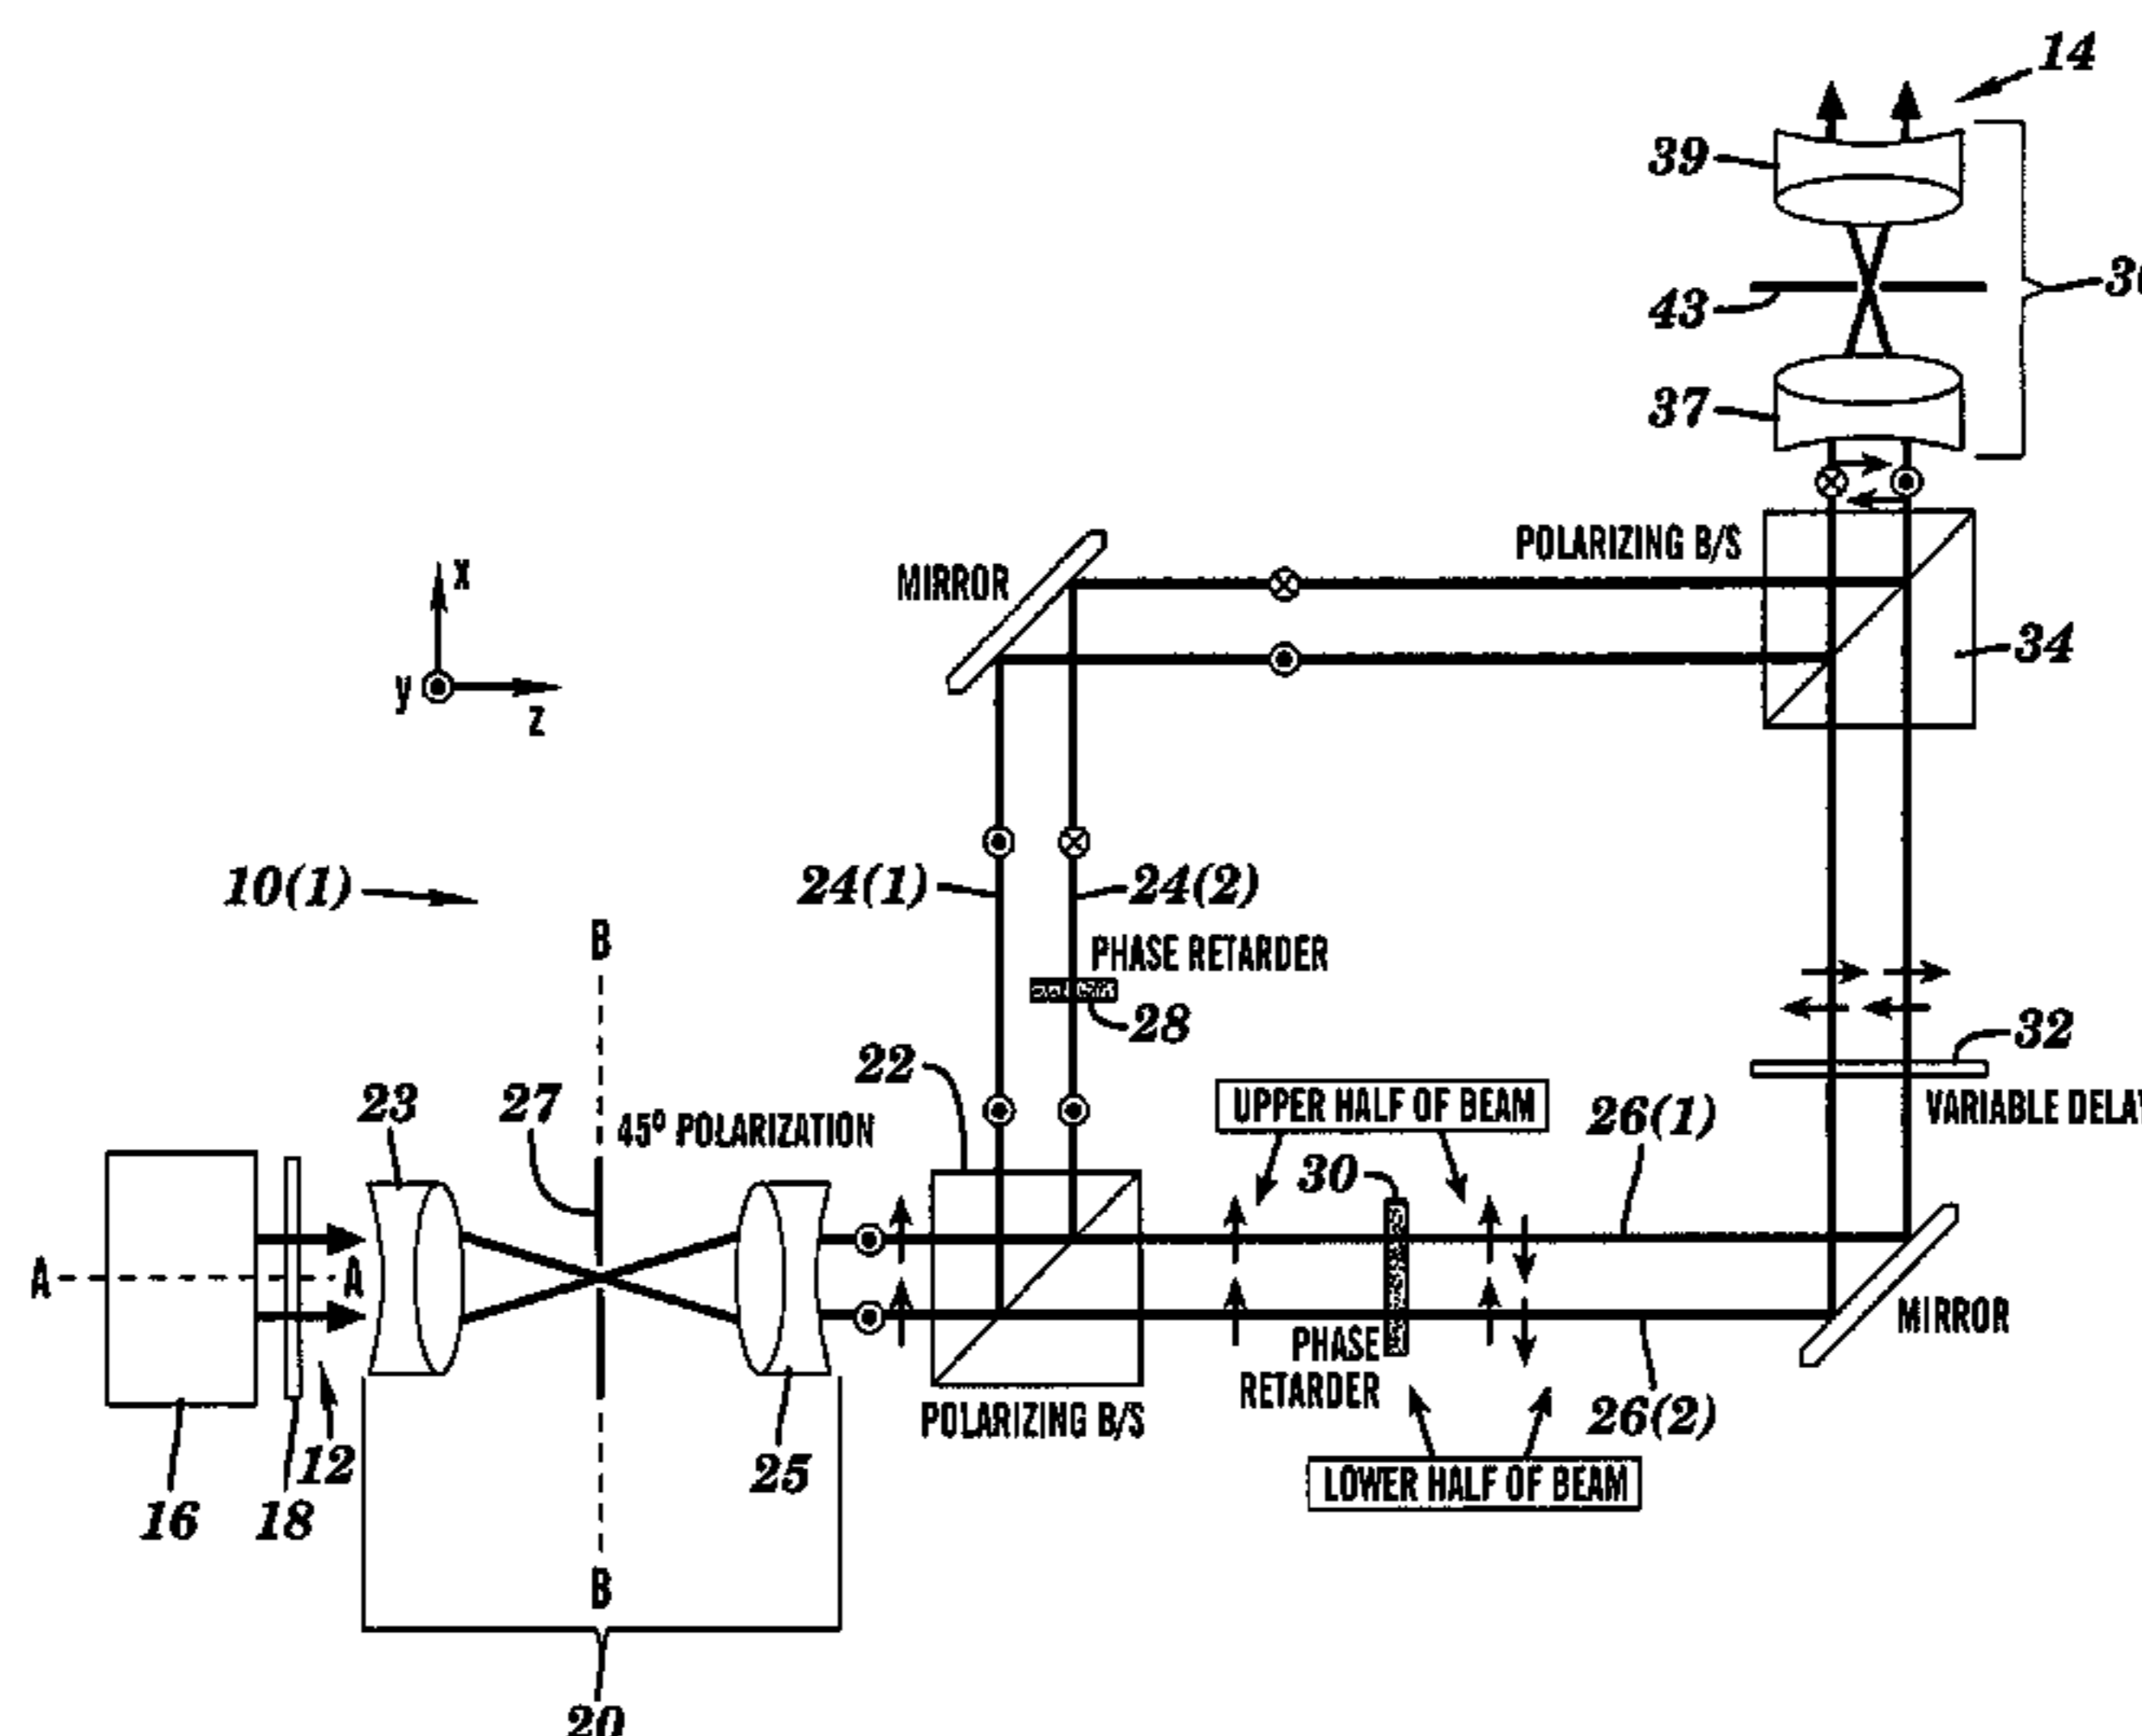 14
39
43
37
POLARIZING B/S
MIRROR
34
x
y
z
10(1)
24(1)
24(2)
PHASE RETARDER
28
B
22
32
VARIABLE
23
27
45° POLARIZATION
UPPER HALF OF BEAM
26(1)
30
A
A
MIRROR
PHASE
RETARDER
26(2)
POLARIZING B/S
12
25
LOWER HALF OF BEAM
16
18
B
20